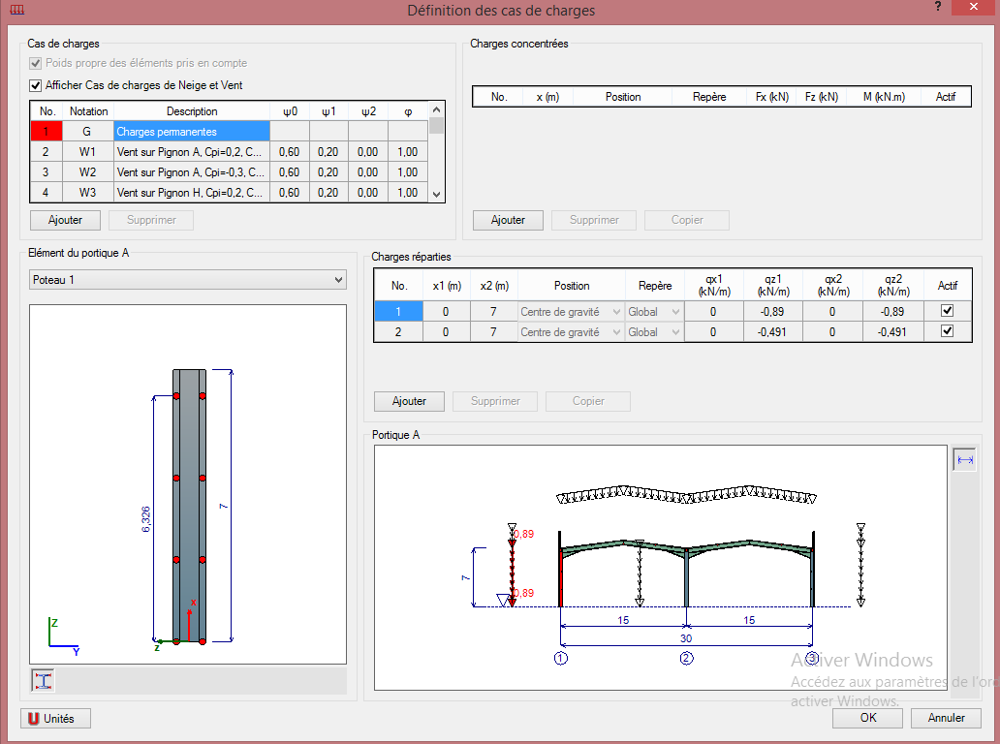 Définition des cas de charges
?
Cas de charges
Poids propre des éléments pris en compte
Afficher Cas de charges de Neige et Vent
No. Notation Description ψ0 ψ1 ψ2 φ
1 G Charges permanentes
2 W1 Vent sur Pignon A, Cpi=0,2, C... 0,60 0,20 0,00 1,00
3 W2 Vent sur Pignon A, Cpi=-0,3, C... 0,60 0,20 0,00 1,00
4 W3 Vent sur Pignon H, Cpi=0,2, C... 0,60 0,20 0,00 1,00
Ajouter Supprimer
Charges concentrées
No. x (m) Position Repère Fx (kN) Fz (kN) M (kN.m) Actif
Ajouter Supprimer Copier
Elément du portique A
Poteau 1
6,326
7
x
z
Z
Y
Charges réparties
No. x1 (m) x2 (m) Position Repère qx1 (kN/m) qz1 (kN/m) qx2 (kN/m) qz2 (kN/m) Actif
1 0 7 Centre de gravité Global 0 -0,89 0 -0,89
2 0 7 Centre de gravité Global 0 -0,491 0 -0,491
Ajouter Supprimer Copier
Portique A
0,89
0,89
7
15 15
30
1 2 3
Activer Windows
Accédez aux paramètres de l'ord
activer Windows.
Unités
OK Annuler